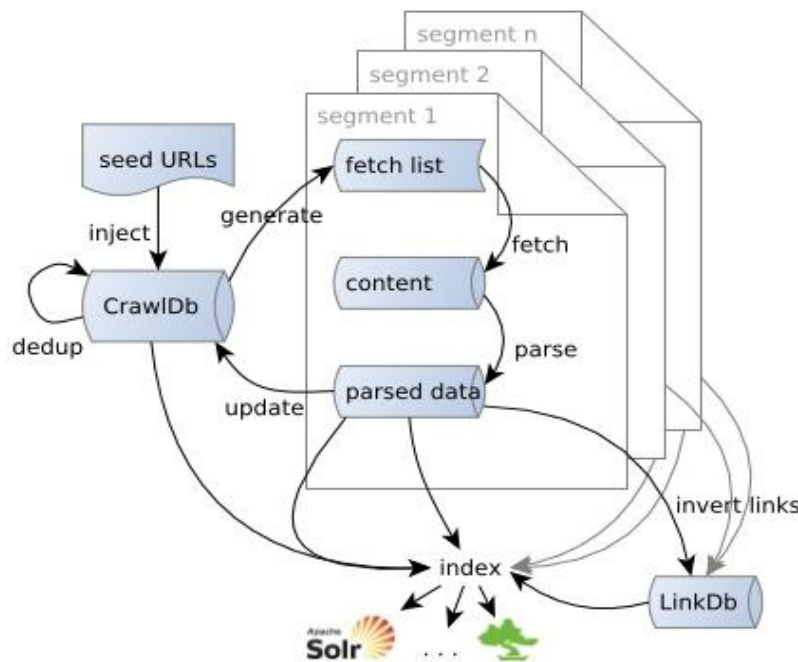 segment n
segment 2
segment 1
seed URLs
fetch list
generate
inject
fetch
content
CrawlDb
dedup
parse
parsed data
update
invert links
index
LinkDb
Apache
Solr
. . .